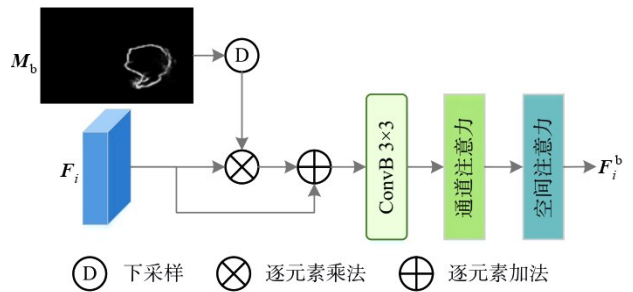 M_b
D
F_i
ConvB 3×3
通道注意力
空间注意力
F_i^b
D 下采样 逐元素乘法 逐元素加法